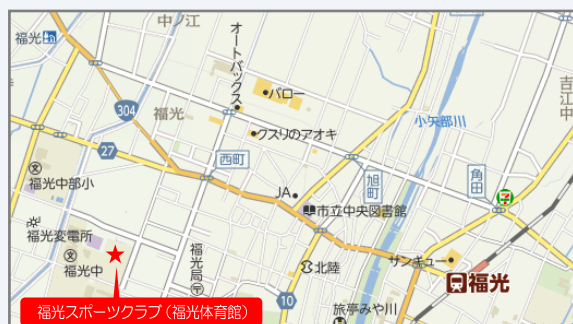 中ノ江
福光
オートバックス
バロー
304
福光
クスリのアオキ
小矢部川
吉江中
27
西町
旭町
角田
福光中部小
JA
市立中央図書館
福光変電所
福光中
福光局
北陸
サンキュー
福光
10
旅亭みや川
福光スポーツクラブ(福光体育館)